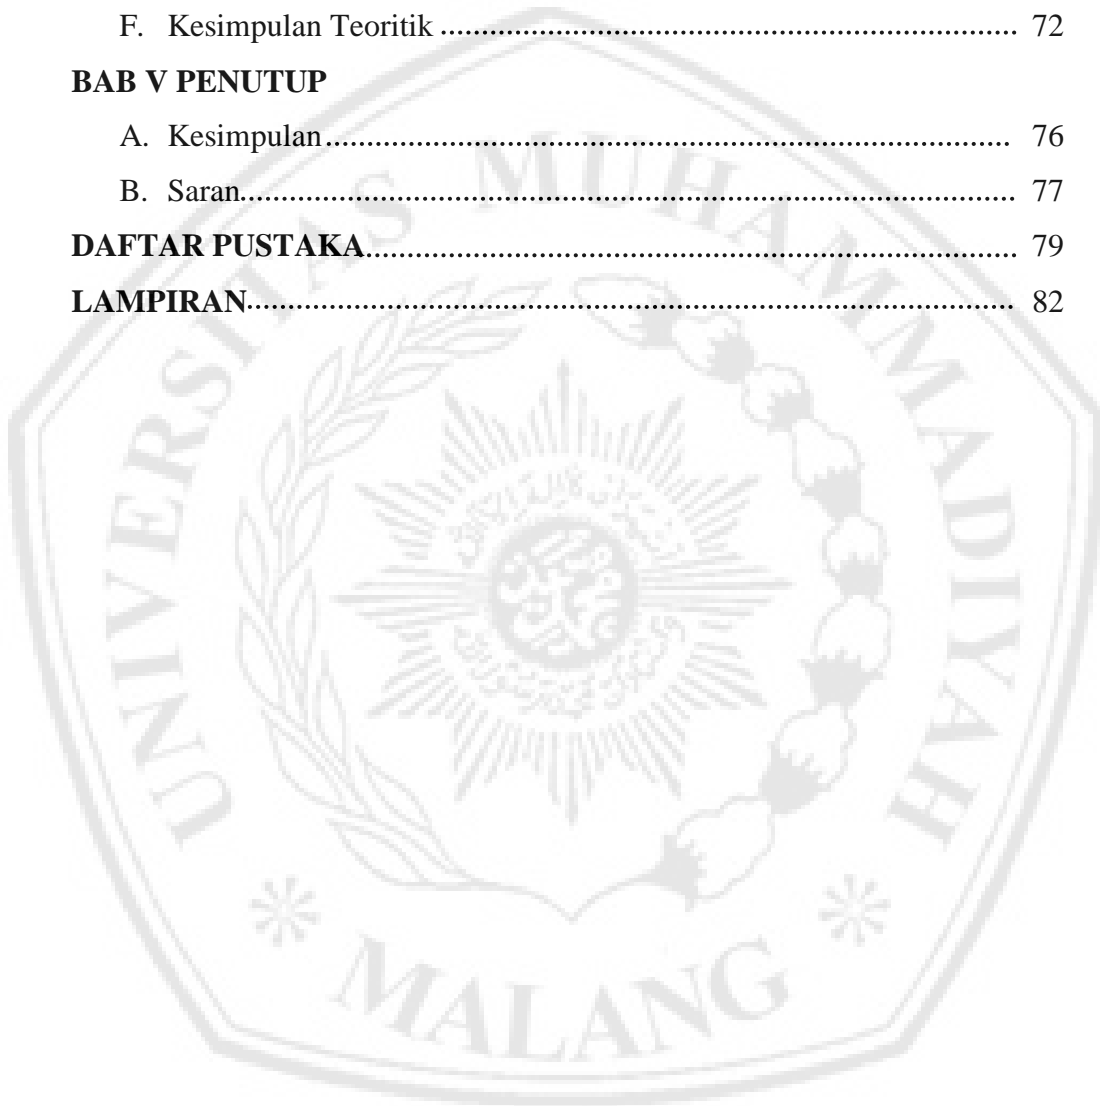 F. Kesimpulan Teoritik ........................................................................ 72
BAB V PENUTUP
A. Kesimpulan .................................................................................... 76
B. Saran ............................................................................................... 77
DAFTAR PUSTAKA ................................................................................ 79
LAMPIRAN ............................................................................................... 82
UNIVERSITAS MUHAMMADIYAH
MALANG